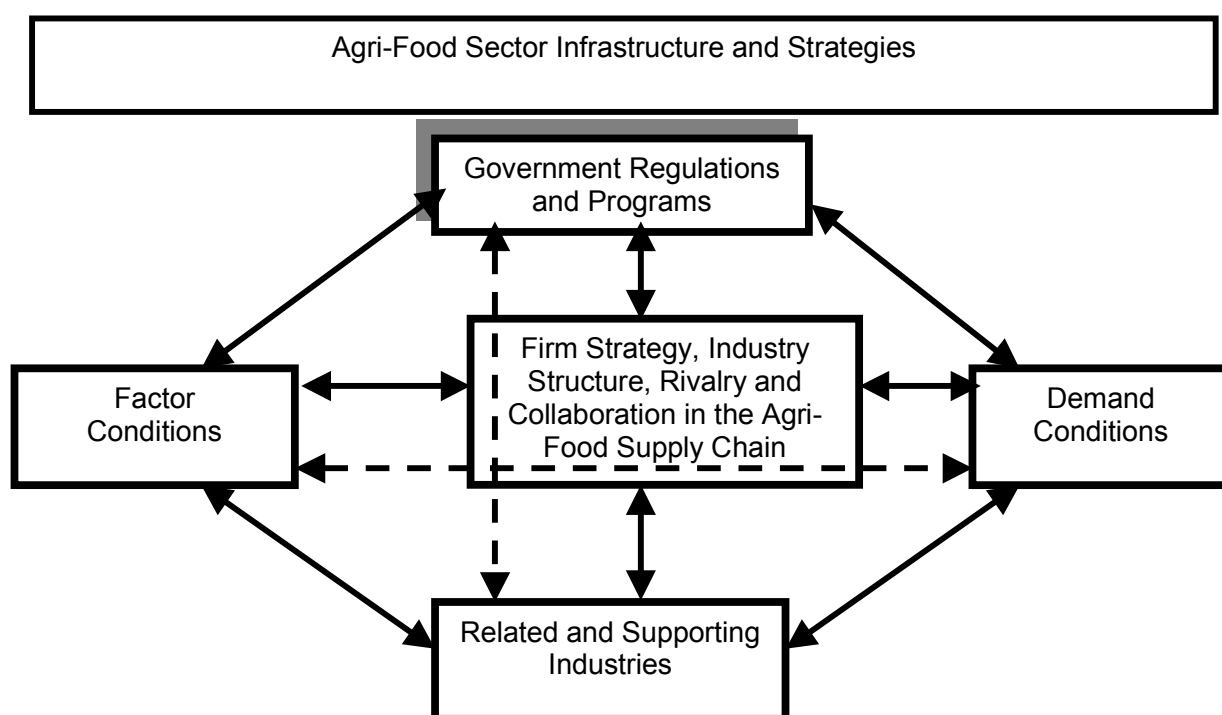 Agri-Food Sector Infrastructure and Strategies
Government Regulations
and Programs
Firm Strategy, Industry
Structure, Rivalry and
Collaboration in the Agri-
Food Supply Chain
Factor
Conditions
Demand
Conditions
Related and Supporting
Industries